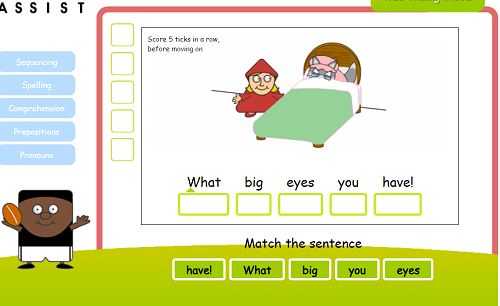 ASSIST
Sequencing
Spelling
Comprehension
Prepositions
Pronouns
Score 5 ticks in a row,
before moving on
What big eyes you have!
Match the sentence
have! What big you eyes